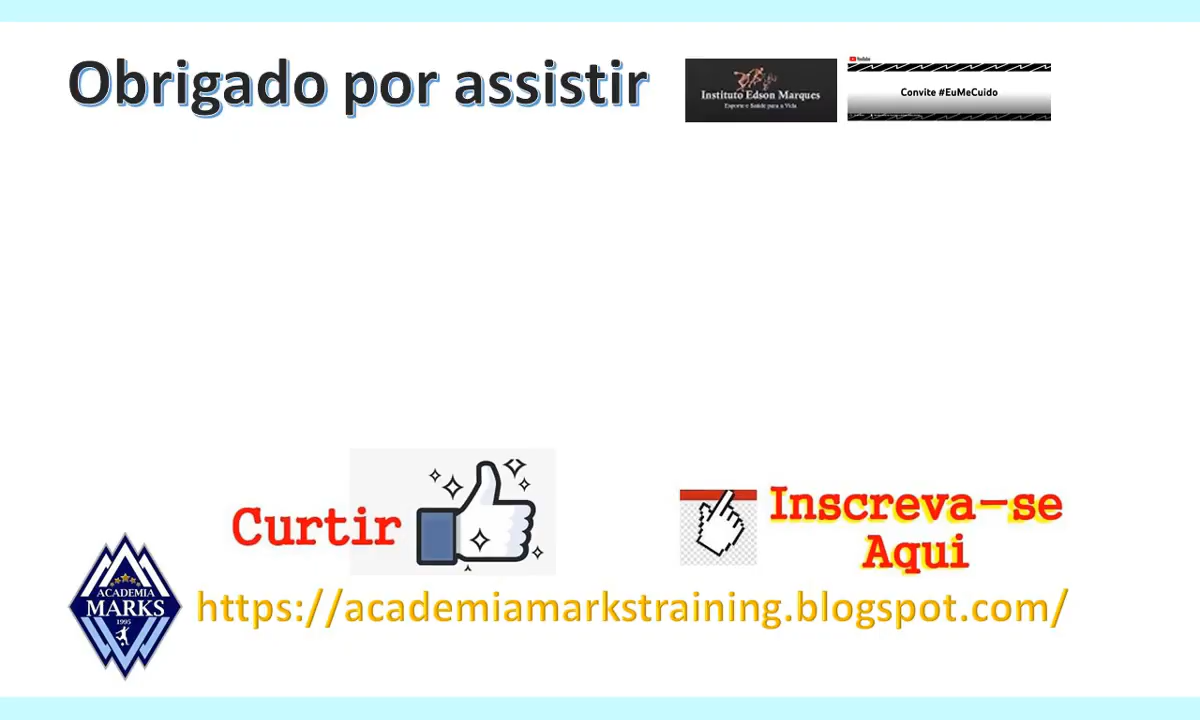 Obrigado por assistir
Instituto Edson Marques
Esporte e Saúde para a Vida
YouTube
Convite #EuMeCuido
Curtir
Inscreva-se
Aqui
ACADEMIA
MARKS
1995
https://academiamarkstraining.blogspot.com/